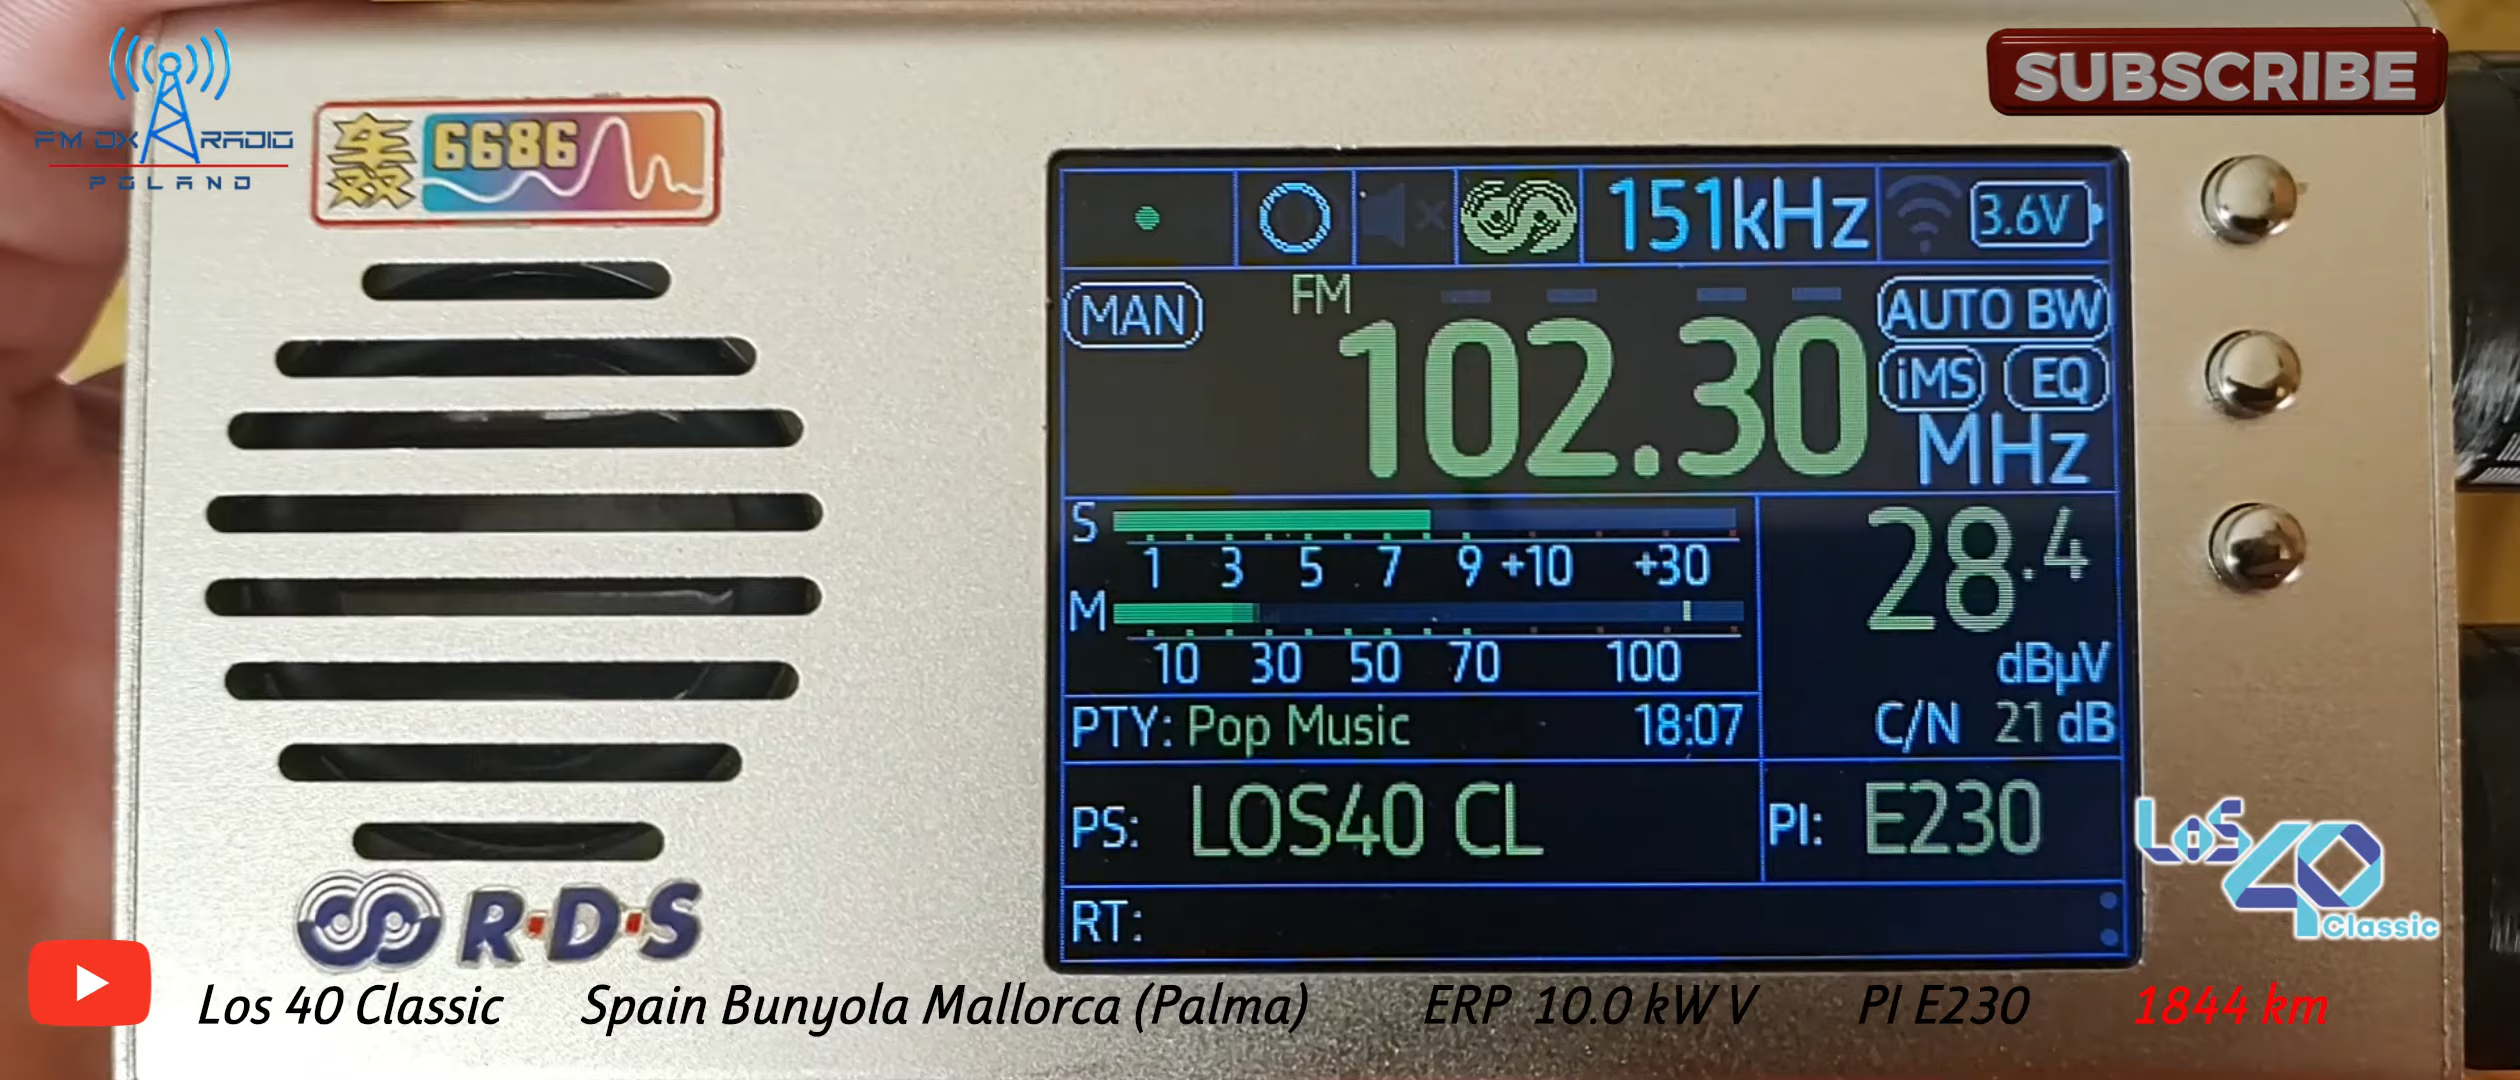 FM DX RADIO
POLAND
SUBSCRIBE
车双 6686
151kHz
3.6V
MAN
FM
102.30
AUTO BW
iMS EQ
MHz
S
1 3 5 7 9 +10 +30
M
10 30 50 70 100
28.4
dBµV
C/N 21 dB
PTY: Pop Music 18:07
PS: LOS40 CL
PI: E230
RT:
LOS 40
Classic
R·D·S
Los 40 Classic Spain Bunyola Mallorca (Palma) ERP 10.0 kW V PI E230 1844 km